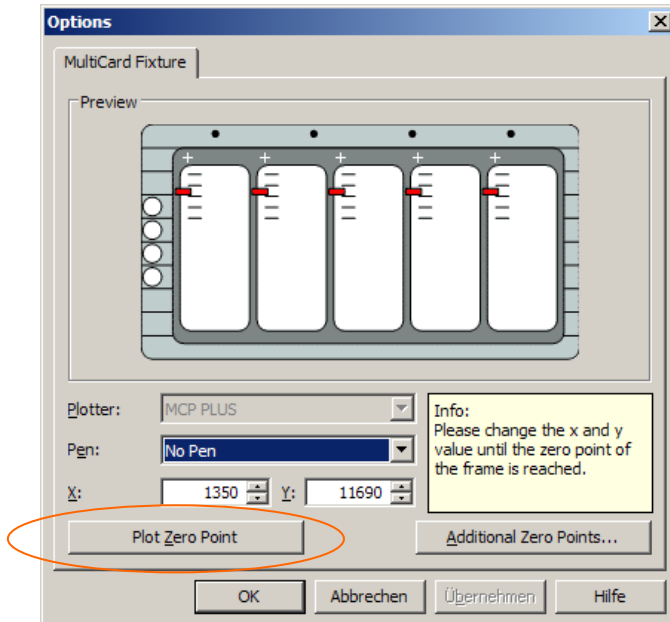 Options
MultiCard Fixture
Preview
Plotter: MCP PLUS
Pen: No Pen
X: 1350 Y: 11690
Info:
Please change the x and y
value until the zero point of
the frame is reached.
Plot Zero Point Additional Zero Points...
OK Abbrechen Übernehmen Hilfe